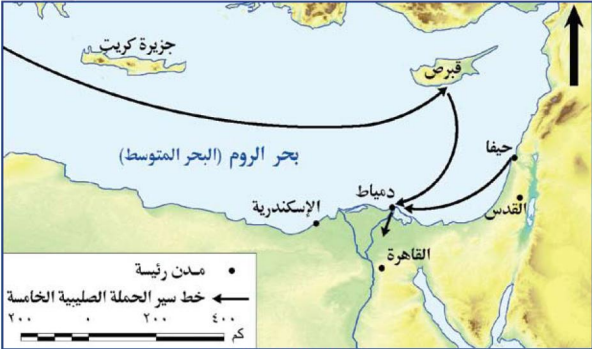 جزيرة كريت
قبرص
بحر الروم (البحر المتوسط)
حيفا
دمياط
القدس
الإسكندرية
القاهرة
مـدن رئيسة
خط سير الحملة الصليبية الخامسة
٢٠٠ ٠ ٢٠٠ ٤٠٠
كم